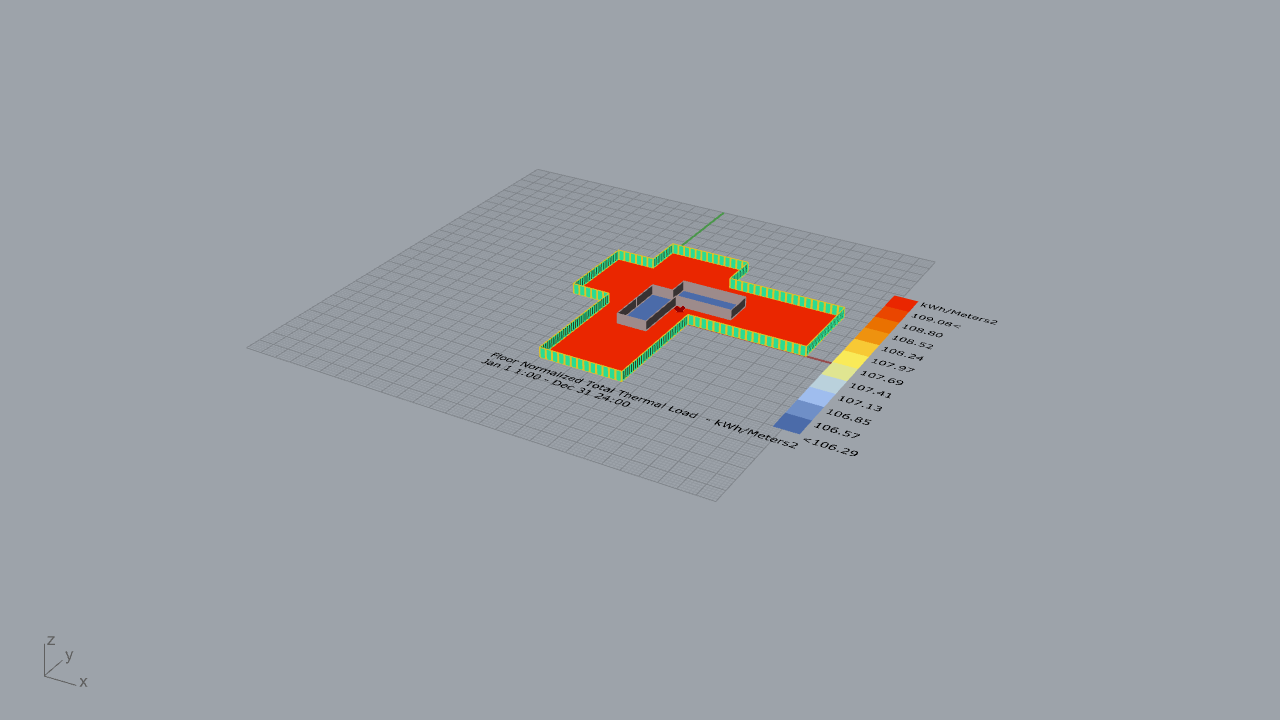 kWh/Meters2
109.08<
108.80
108.52
108.24
107.97
107.69
107.41
107.13
106.85
106.57
<106.29
Floor Normalized Total Thermal Load - kWh/Meters2
Jan 1 1:00 - Dec 31 24:00
z
y
x